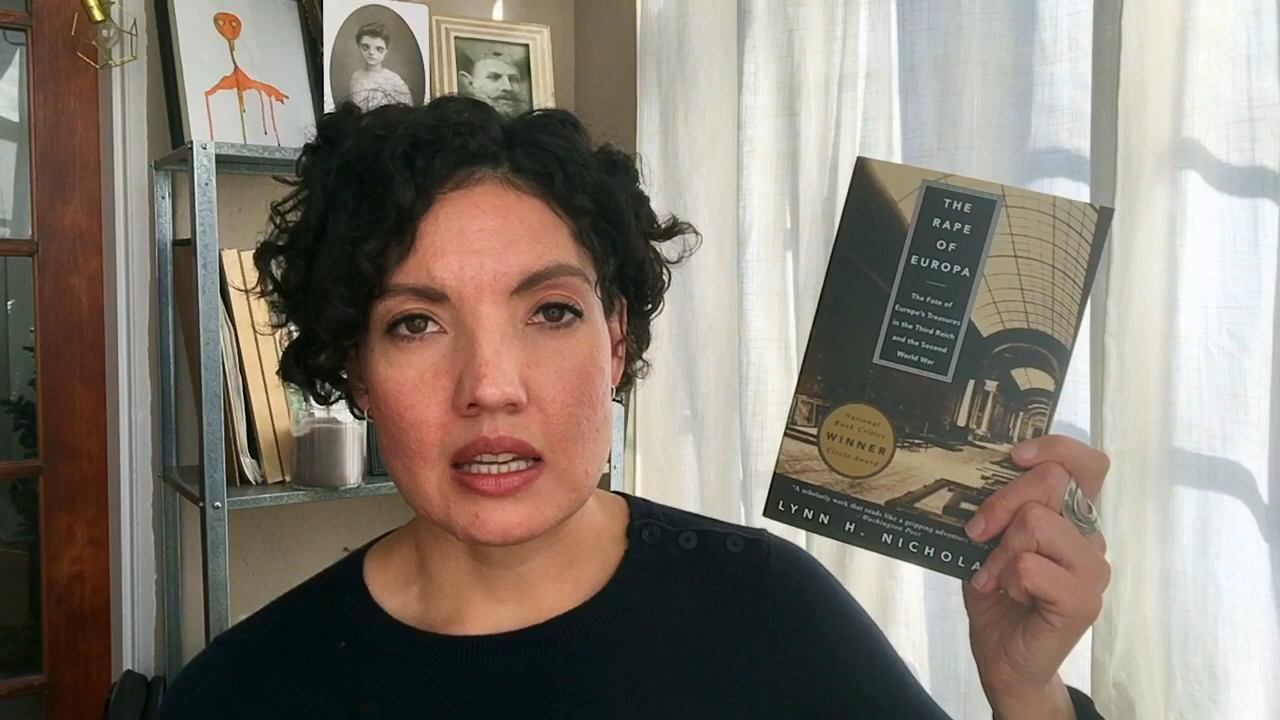 THE
RAPE
OF
EUROPA
The Fate of
Europe's Treasures
in the Third Reich
and the Second
World War
National
Book Critics
WINNER
Circle Award
"A scholarly work that reads like a gripping adventure
—Washington Post
LYNN H. NICHOLA